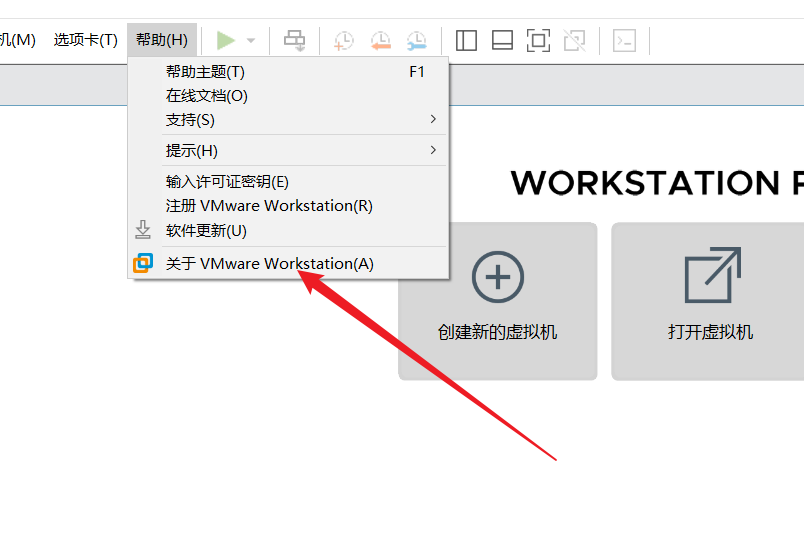 机(M) 选项卡(T) 帮助(H)
帮助主题(T) F1
在线文档(O)
支持(S)
提示(H)
输入许可证密钥(E)
注册 VMware Workstation(R)
软件更新(U)
关于 VMware Workstation(A)
WORKSTATION P
创建新的虚拟机 打开虚拟机